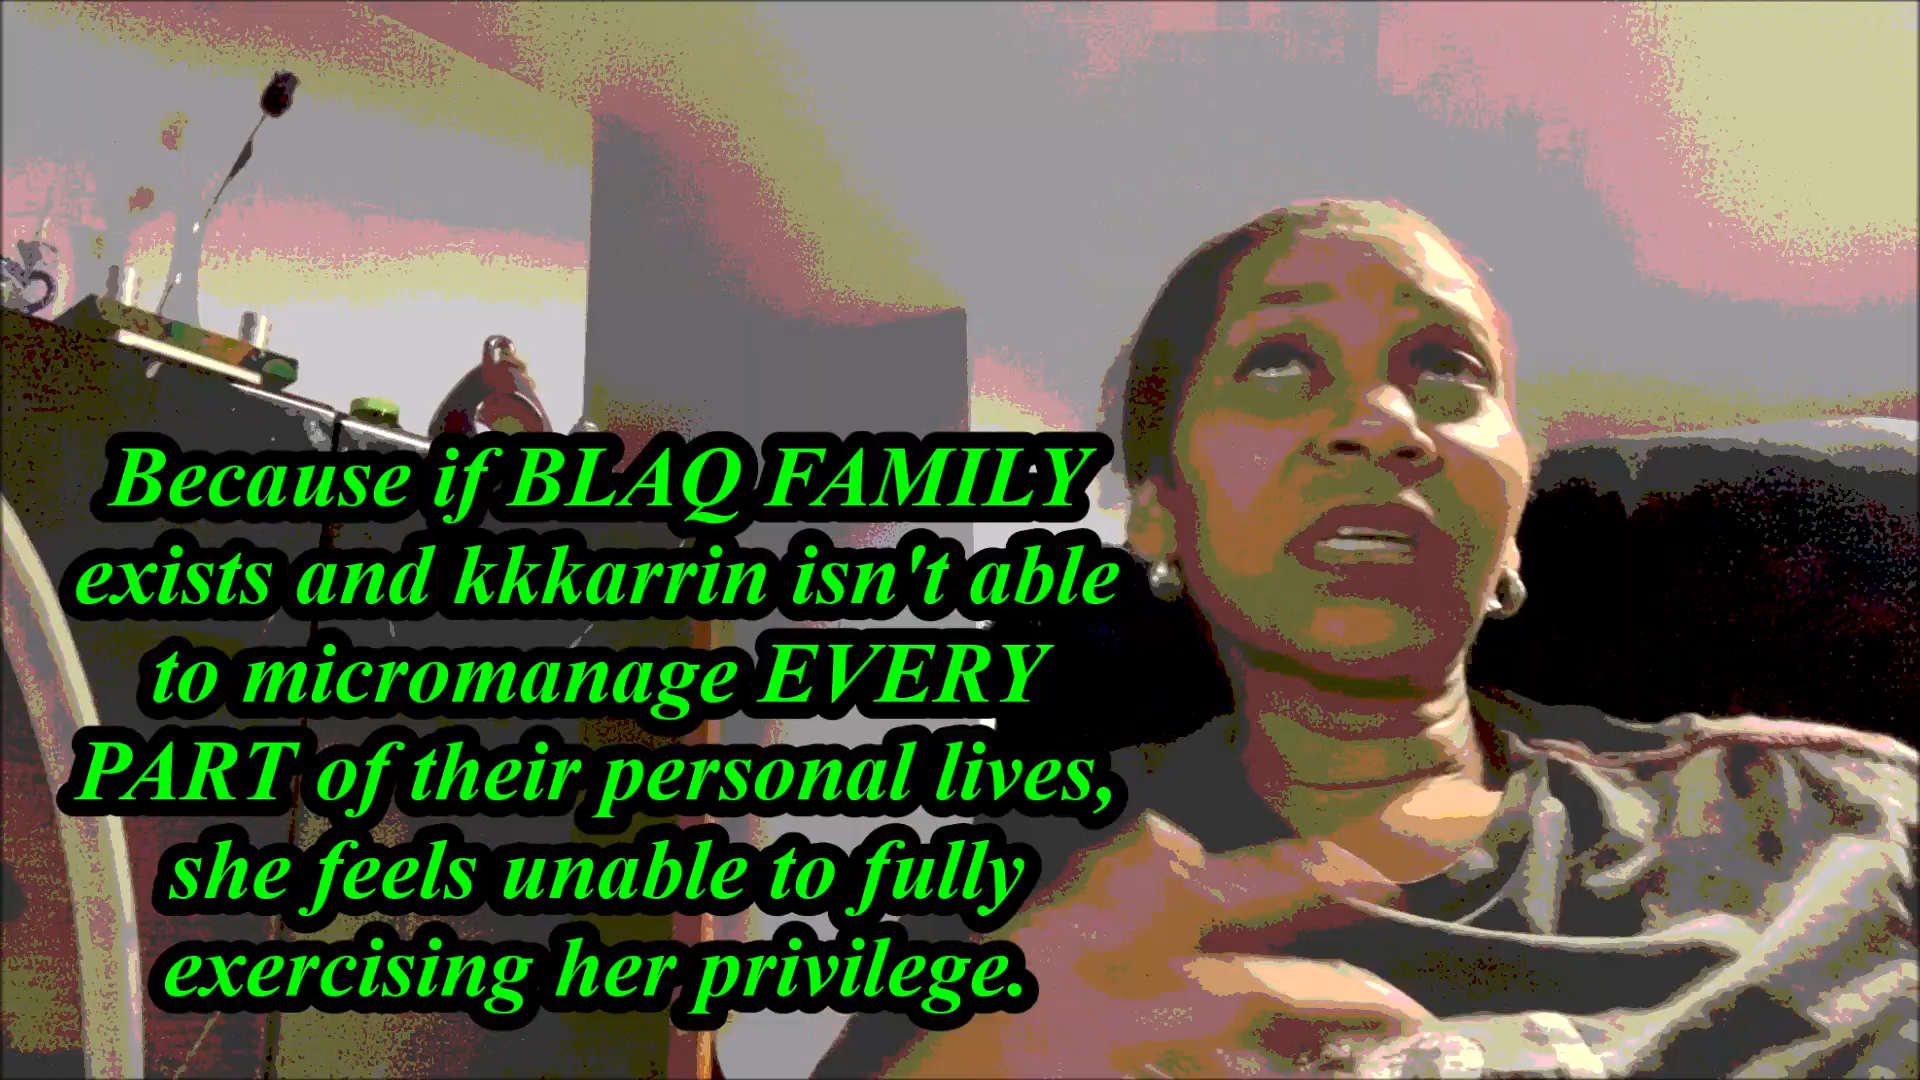 Because if BLAQ FAMILY
exists and kkkarrin isn't able
to micromanage EVERY
PART of their personal lives,
she feels unable to fully
exercising her privilege.